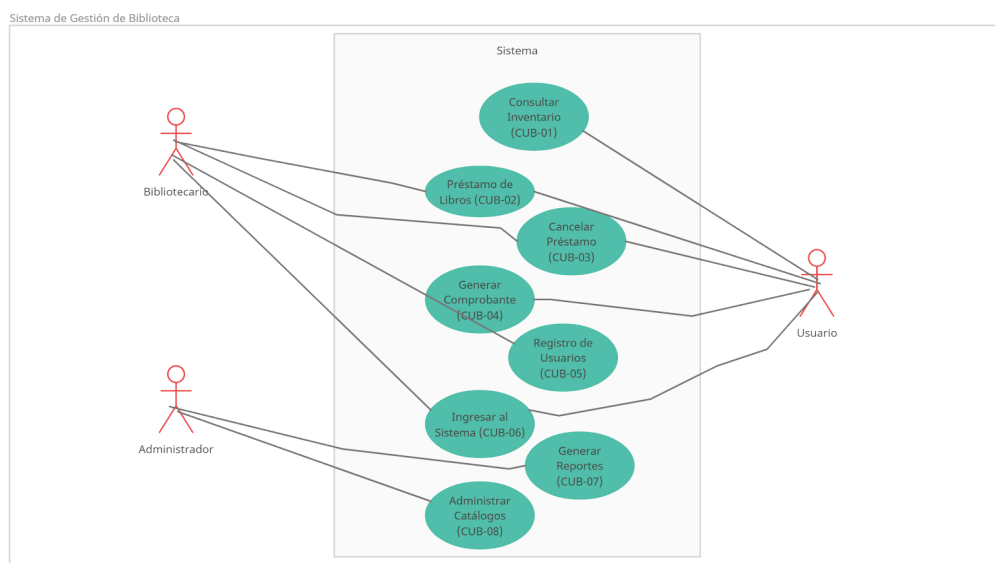 Sistema de Gestión de Biblioteca
Sistema
Consultar
Inventario
(CUB-01)
Bibliotecario
Préstamo de
Libros (CUB-02)
Cancelar
Préstamo
(CUB-03)
Generar
Comprobante
(CUB-04)
Usuario
Registro de
Usuarios
(CUB-05)
Ingresar al
Sistema (CUB-06)
Administrador
Generar
Reportes
(CUB-07)
Administrar
Catálogos
(CUB-08)